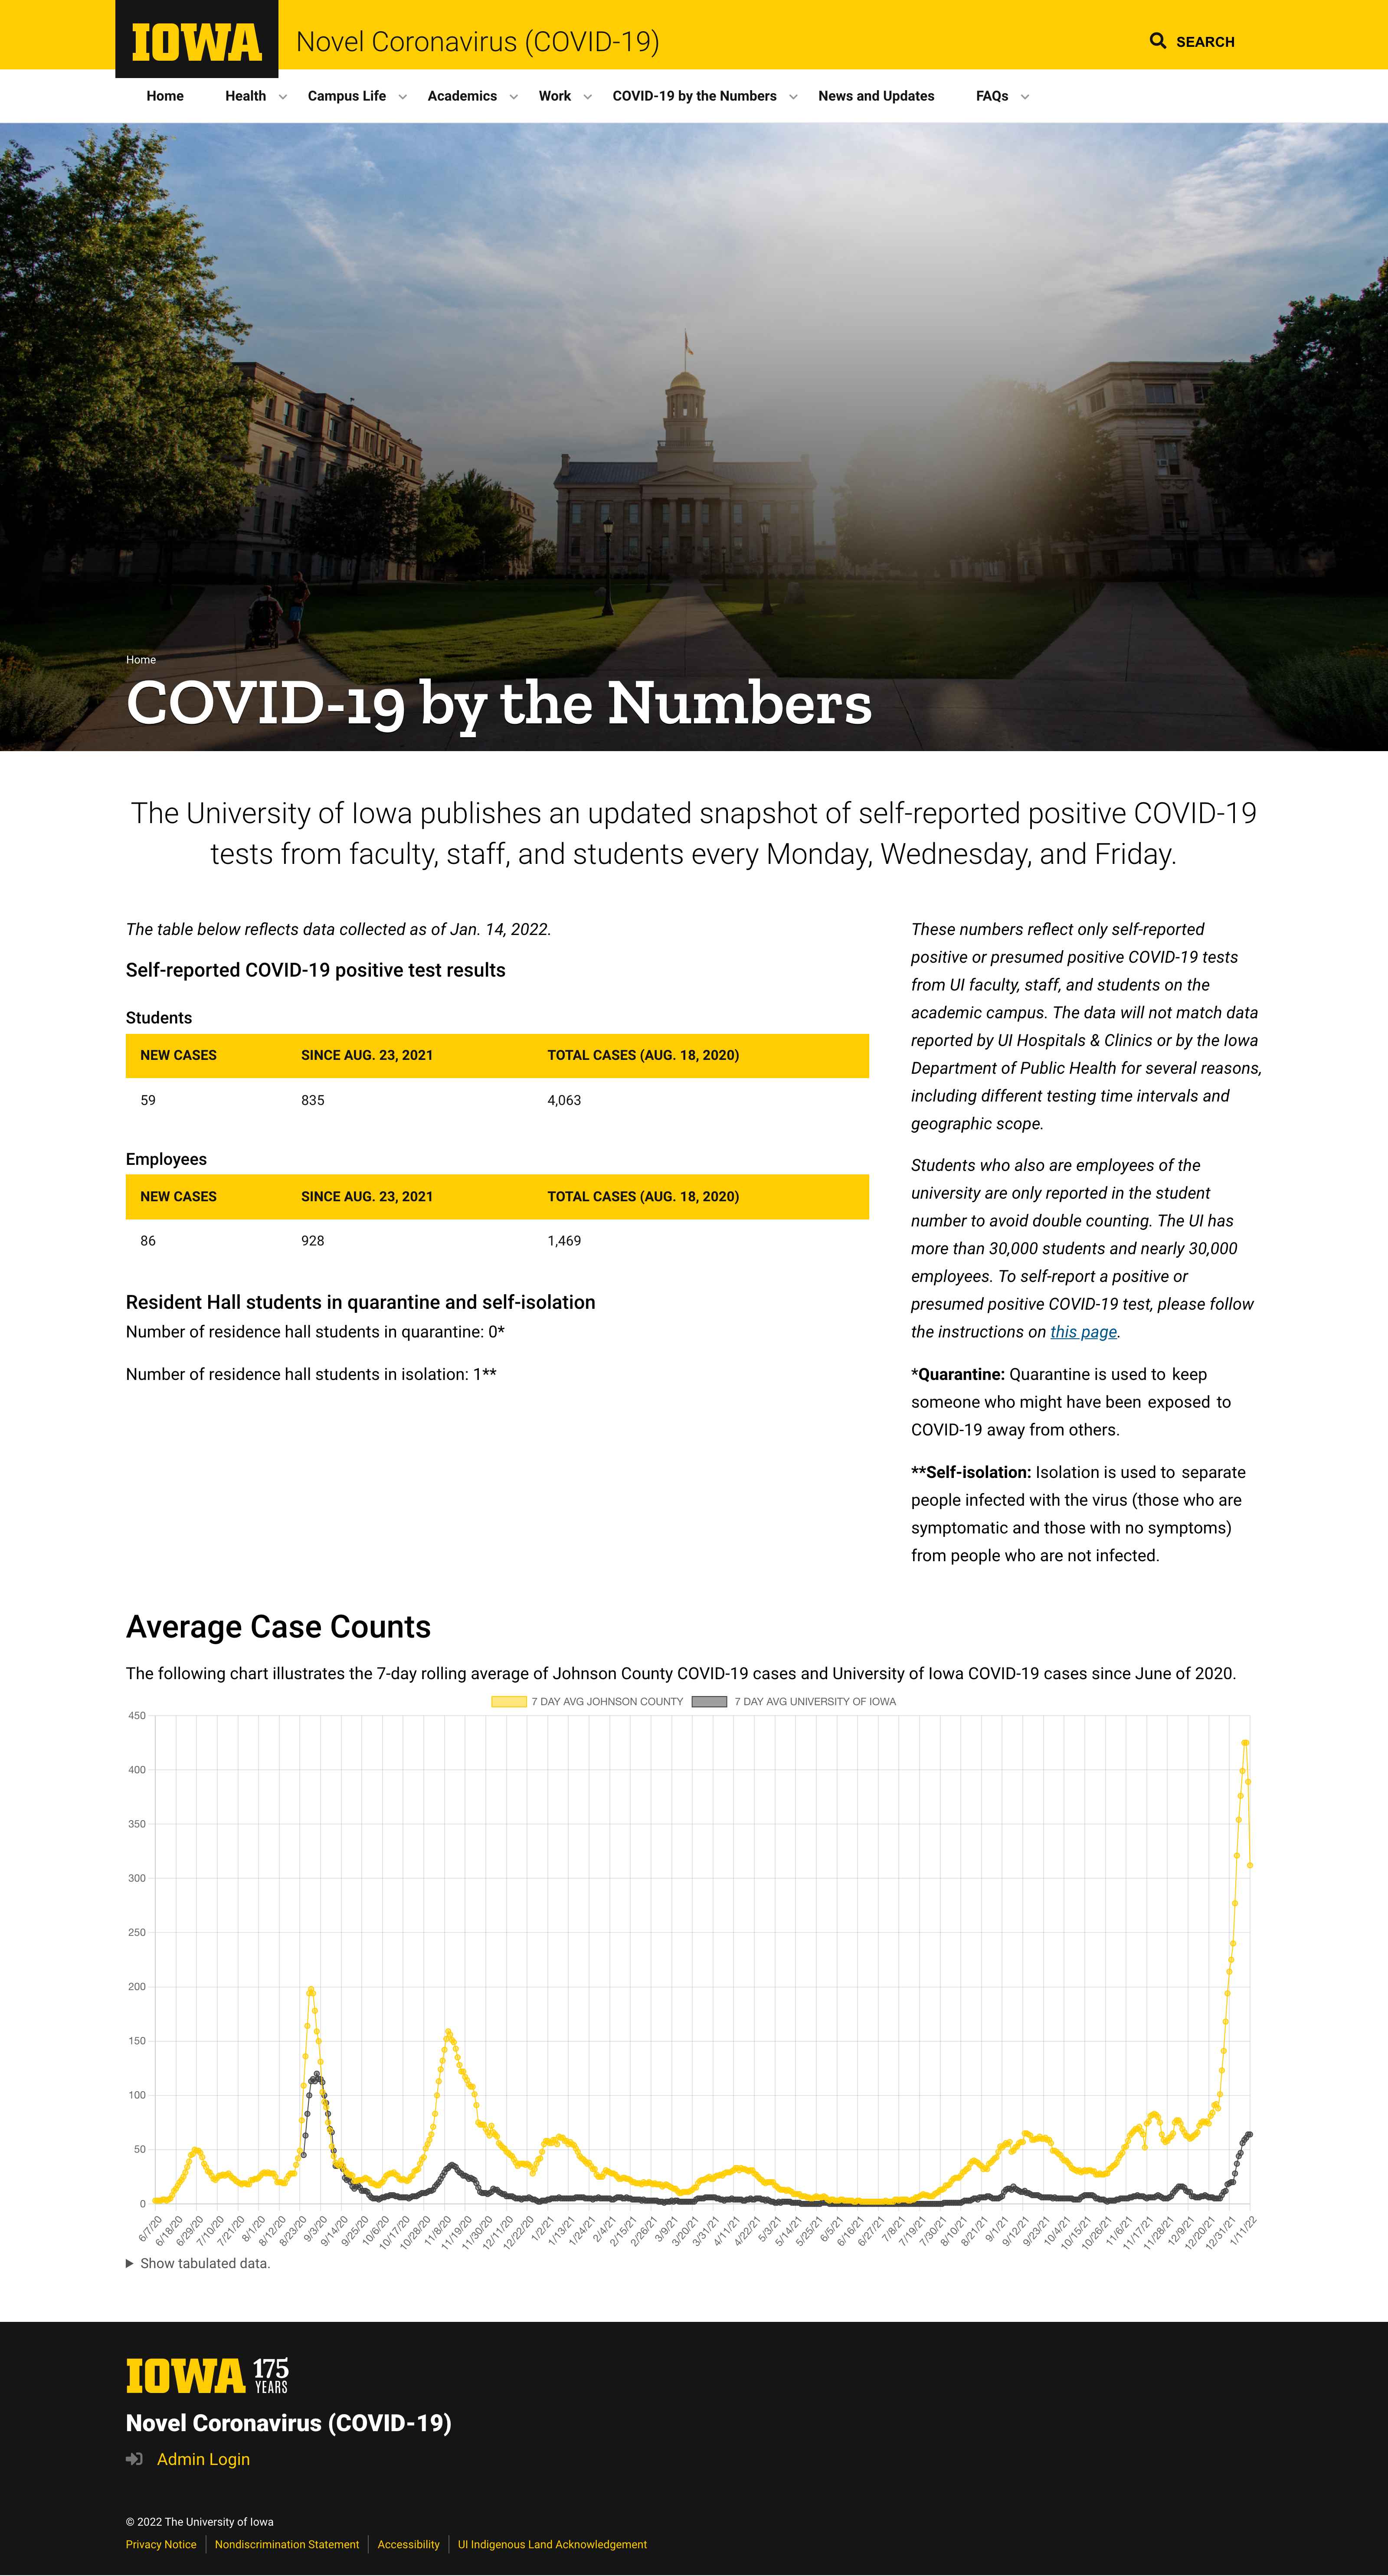 IOWA
Novel Coronavirus (COVID-19)
SEARCH
Home Health Campus Life Academics Work COVID-19 by the Numbers News and Updates FAQs
Home
COVID-19 by the Numbers
The University of Iowa publishes an updated snapshot of self-reported positive COVID-19
tests from faculty, staff, and students every Monday, Wednesday, and Friday.
The table below reflects data collected as of Jan. 14, 2022.
Self-reported COVID-19 positive test results
Students
NEW CASES SINCE AUG. 23, 2021 TOTAL CASES (AUG. 18, 2020)
59 835 4,063
Employees
NEW CASES SINCE AUG. 23, 2021 TOTAL CASES (AUG. 18, 2020)
86 928 1,469
Resident Hall students in quarantine and self-isolation
Number of residence hall students in quarantine: 0*
Number of residence hall students in isolation: 1**
These numbers reflect only self-reported
positive or presumed positive COVID-19 tests
from UI faculty, staff, and students on the
academic campus. The data will not match data
reported by UI Hospitals & Clinics or by the Iowa
Department of Public Health for several reasons,
including different testing time intervals and
geographic scope.
Students who also are employees of the
university are only reported in the student
number to avoid double counting. The UI has
more than 30,000 students and nearly 30,000
employees. To self-report a positive or
presumed positive COVID-19 test, please follow
the instructions on this page.
*Quarantine: Quarantine is used to keep
someone who might have been exposed to
COVID-19 away from others.
**Self-isolation: Isolation is used to separate
people infected with the virus (those who are
symptomatic and those with no symptoms)
from people who are not infected.
Average Case Counts
The following chart illustrates the 7-day rolling average of Johnson County COVID-19 cases and University of Iowa COVID-19 cases since June of 2020.
7 DAY AVG JOHNSON COUNTY 7 DAY AVG UNIVERSITY OF IOWA
450
400
350
300
250
200
150
100
50
0
6/7/20 6/18/20 6/29/20 7/10/20 7/21/20 8/1/20 8/12/20 8/23/20 9/3/20 9/14/20 9/25/20 10/6/20 10/17/20 10/28/20 11/8/20 11/19/20 11/30/20 12/11/20 12/22/20 1/2/21 1/13/21 1/24/21 2/4/21 2/15/21 2/26/21 3/9/21 3/20/21 3/31/21 4/11/21 4/22/21 5/3/21 5/14/21 5/25/21 6/5/21 6/16/21 6/27/21 7/8/21 7/19/21 7/30/21 8/10/21 8/21/21 9/1/21 9/12/21 9/23/21 10/4/21 10/15/21 10/26/21 11/6/21 11/17/21 11/28/21 12/9/21 12/20/21 12/31/21 1/11/22
Show tabulated data.
IOWA 175
YEARS
Novel Coronavirus (COVID-19)
Admin Login
© 2022 The University of Iowa
Privacy Notice Nondiscrimination Statement Accessibility UI Indigenous Land Acknowledgement